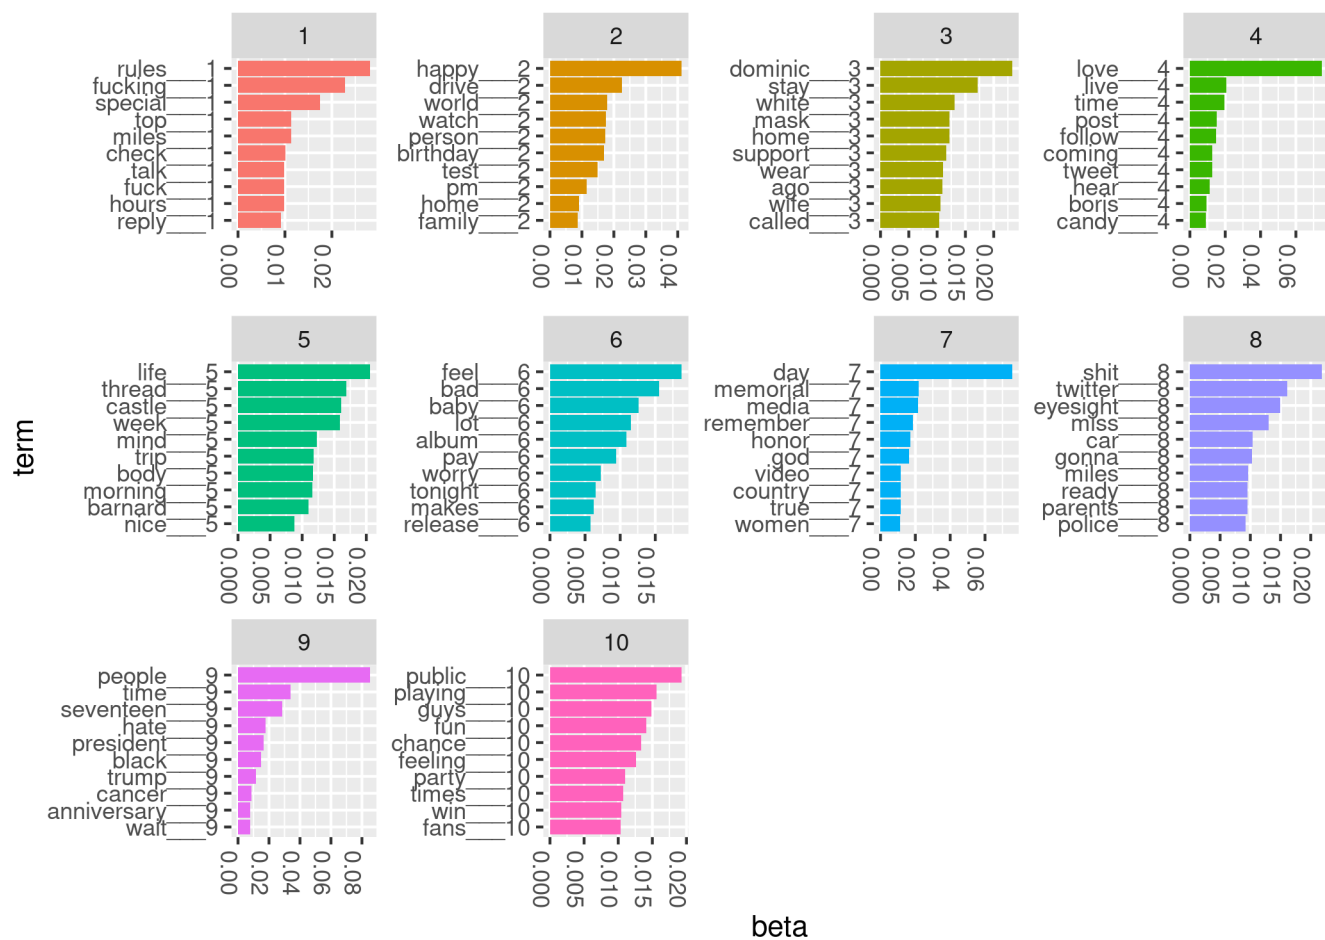 1
rules___1
fucking___1
special___1
top___1
miles___1
check___1
talk___1
fuck___1
hours___1
reply___1
0.00
0.01
0.02
2
happy___2
drive___2
world___2
watch___2
person___2
birthday___2
test___2
pm___2
home___2
family___2
0.00
0.01
0.02
0.03
0.04
3
dominic___3
stay___3
white___3
mask___3
home___3
support___3
wear___3
ago___3
wife___3
called___3
0.000
0.005
0.010
0.015
0.020
4
love___4
live___4
time___4
post___4
follow___4
coming___4
tweet___4
hear___4
boris___4
candy___4
0.00
0.02
0.04
0.06
term
5
life___5
thread___5
castle___5
week___5
mind___5
trip___5
body___5
morning___5
barnard___5
nice___5
0.000
0.005
0.010
0.015
0.020
6
feel___6
bad___6
baby___6
lot___6
album___6
pay___6
worry___6
tonight___6
makes___6
release___6
0.000
0.005
0.010
0.015
7
day___7
memorial___7
media___7
remember___7
honor___7
god___7
video___7
country___7
true___7
women___7
0.00
0.02
0.04
0.06
8
shit___8
twitter___8
eyesight___8
miss___8
car___8
gonna___8
miles___8
ready___8
parents___8
police___8
0.000
0.005
0.010
0.015
0.020
9
people___9
time___9
seventeen___9
hate___9
president___9
black___9
trump___9
cancer___9
anniversary___9
wait___9
0.00
0.02
0.04
0.06
0.08
10
public___10
playing___10
guys___10
fun___10
chance___10
feeling___10
party___10
times___10
win___10
fans___10
0.000
0.005
0.010
0.015
0.020
beta